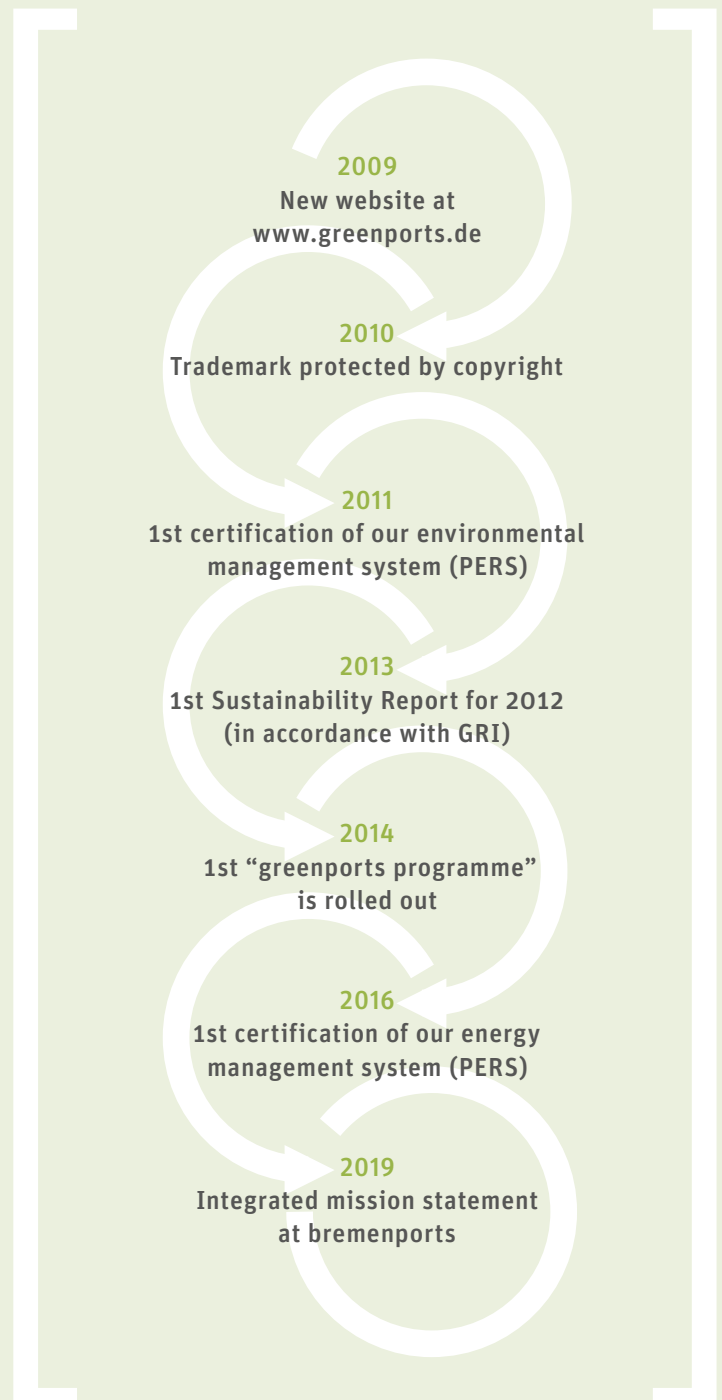 2009
New website at
www.greenports.de
2010
Trademark protected by copyright
2011
1st certification of our environmental
management system (PERS)
2013
1st Sustainability Report for 2012
(in accordance with GRI)
2014
1st “greenports programme”
is rolled out
2016
1st certification of our energy
management system (PERS)
2019
Integrated mission statement
at bremenports